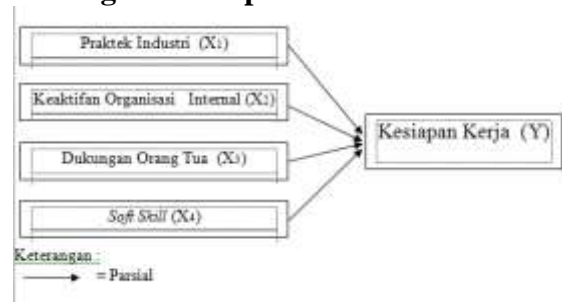 Praktek Industri (X1)
Keaktifan Organisasi Internal (X2)
Kesiapan Kerja (Y)
Dukungan Orang Tua (X3)
Soft Skill (X4)
Keterangan :
= Parsial